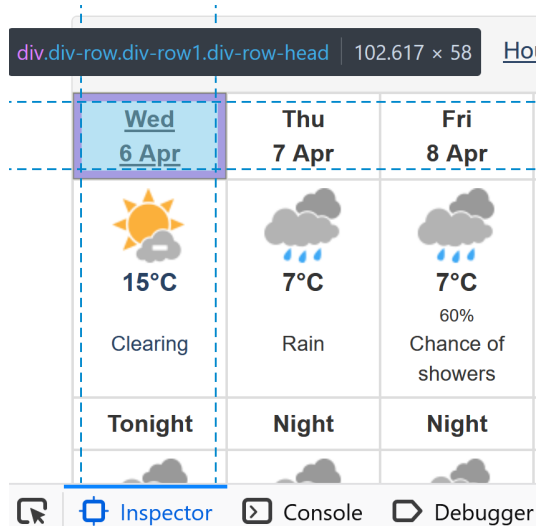 div.div-row.div-row1.div-row-head 102.617 × 58
Wed Thu Fri
6 Apr 7 Apr 8 Apr
15°C 7°C 7°C
60%
Clearing Rain Chance of
showers
Tonight Night Night
Inspector Console Debugger